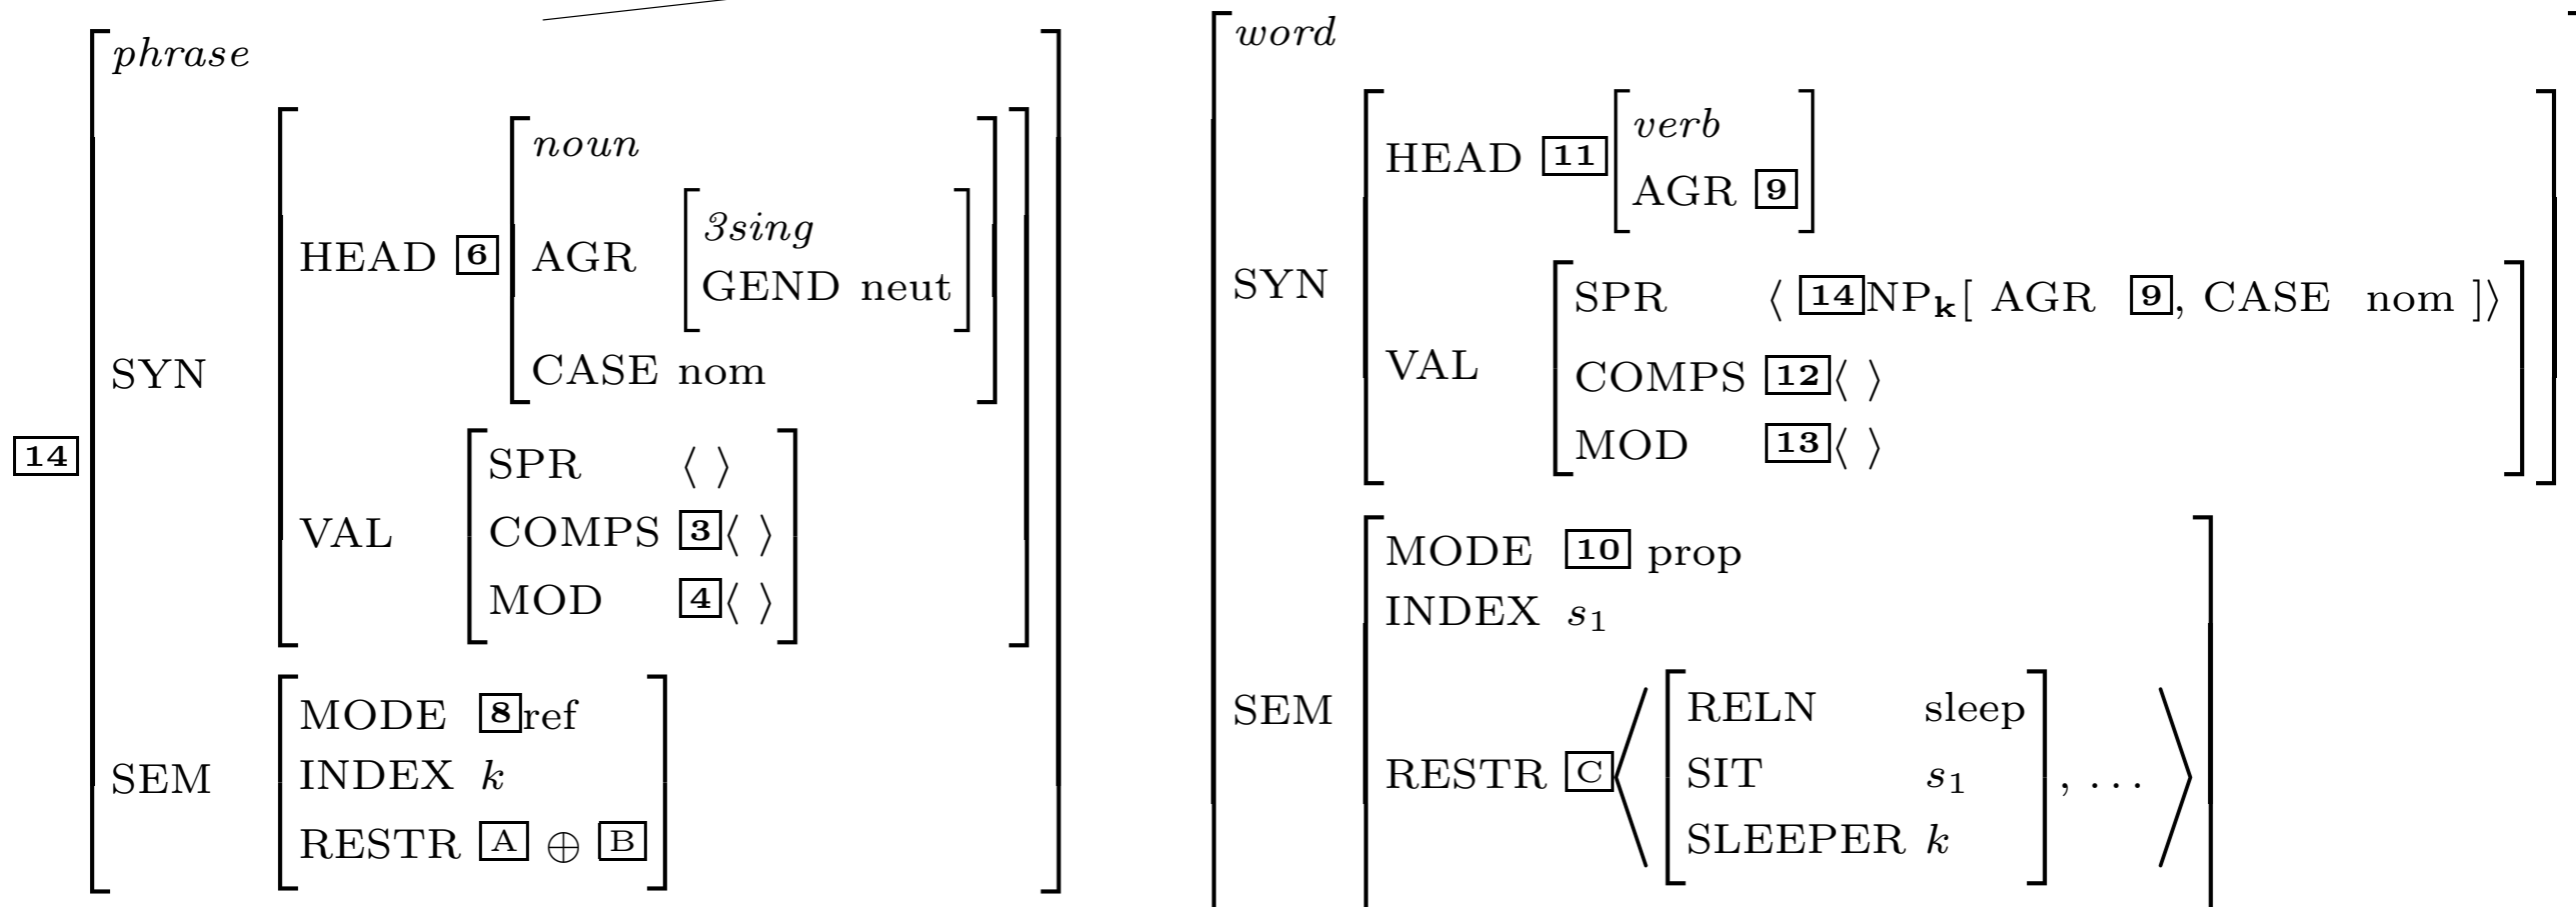 phrase
noun
3sing
GEND neut
AGR
HEAD 6
CASE nom
SYN
SPR ⟨ ⟩
COMPS 3⟨ ⟩
MOD 4⟨ ⟩
VAL
14
MODE 8ref
INDEX k
RESTR A ⊕ B
SEM
word
verb
AGR 9
HEAD 11
SYN
SPR ⟨ 14NPk[ AGR 9, CASE nom ]⟩
VAL
COMPS 12⟨ ⟩
MOD 13⟨ ⟩
MODE 10 prop
INDEX s1
SEM
RELN sleep
SIT s1
SLEEPER k
RESTR C⟨ , ... ⟩